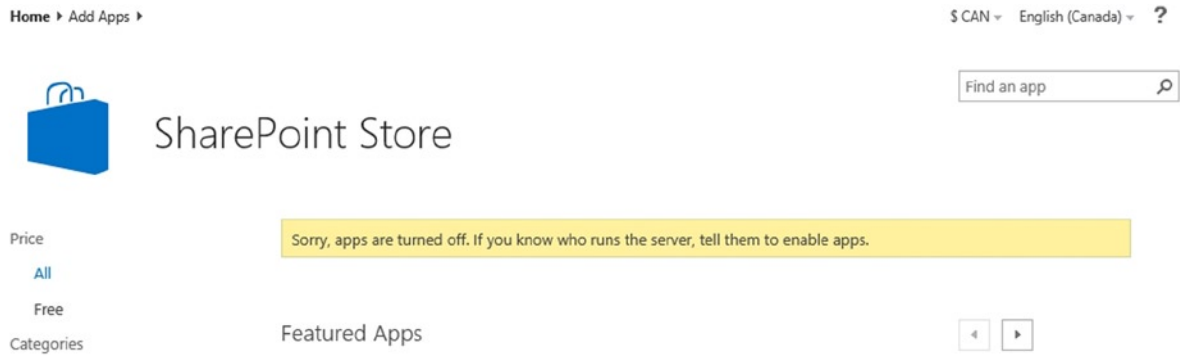 Home ▸ Add Apps ▸
$ CAN English (Canada) ?
Find an app
SharePoint Store
Price
Sorry, apps are turned off. If you know who runs the server, tell them to enable apps.
All
Free
Featured Apps
Categories